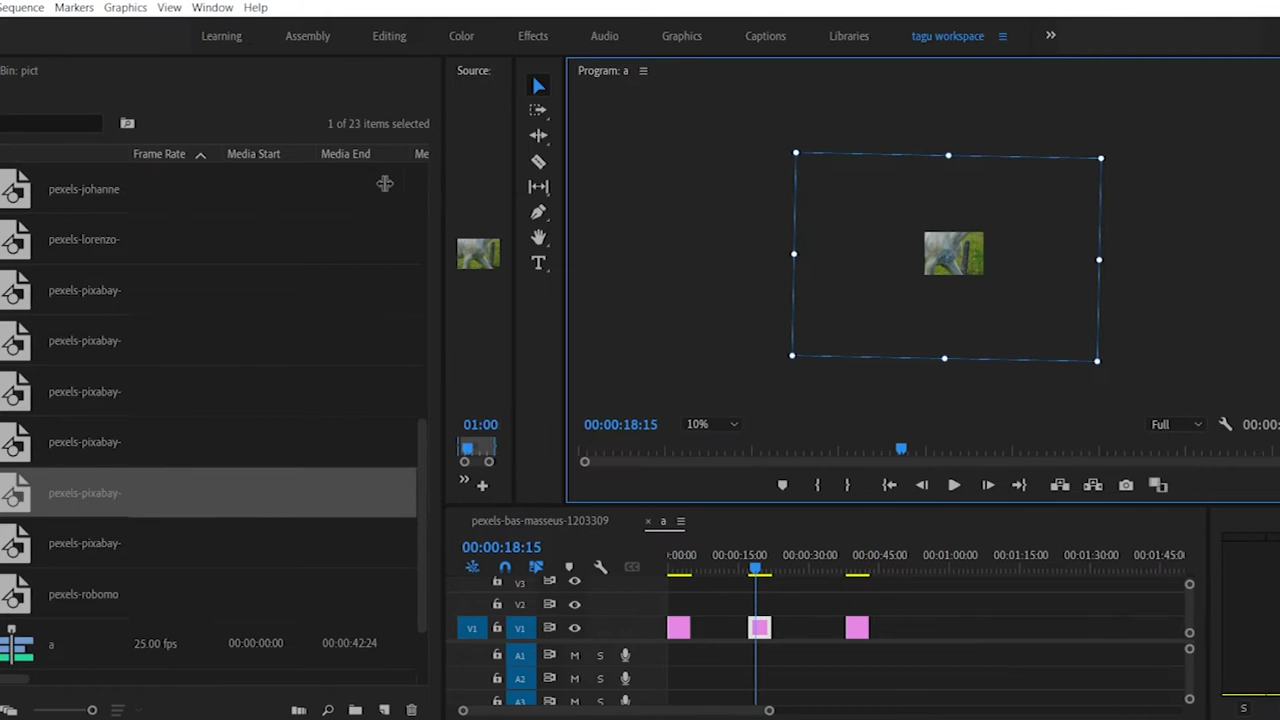 Sequence Markers Graphics View Window Help
Learning Assembly Editing Color Effects Audio Graphics Captions Libraries tagu workspace
Bin: pict
Source:
Program: a
1 of 23 items selected
Frame Rate Media Start Media End Me
pexels-johanne
pexels-lorenzo-
pexels-pixabay-
pexels-pixabay-
pexels-pixabay-
pexels-pixabay-
pexels-pixabay-
pexels-pixabay-
pexels-robomo
a 25.00 fps 00:00:00:00 00:00:42:24
01:00
00:00:18:15 10% Full 00:00:
pexels-bas-masseus-1203309 × a
00:00:18:15
:00:00 00:00:15:00 00:00:30:00 00:00:45:00 00:01:00:00 00:01:15:00 00:01:30:00 00:01:45:00
V3
V2
V1 V1
A1 M S
A2 M S
A3 M S
S